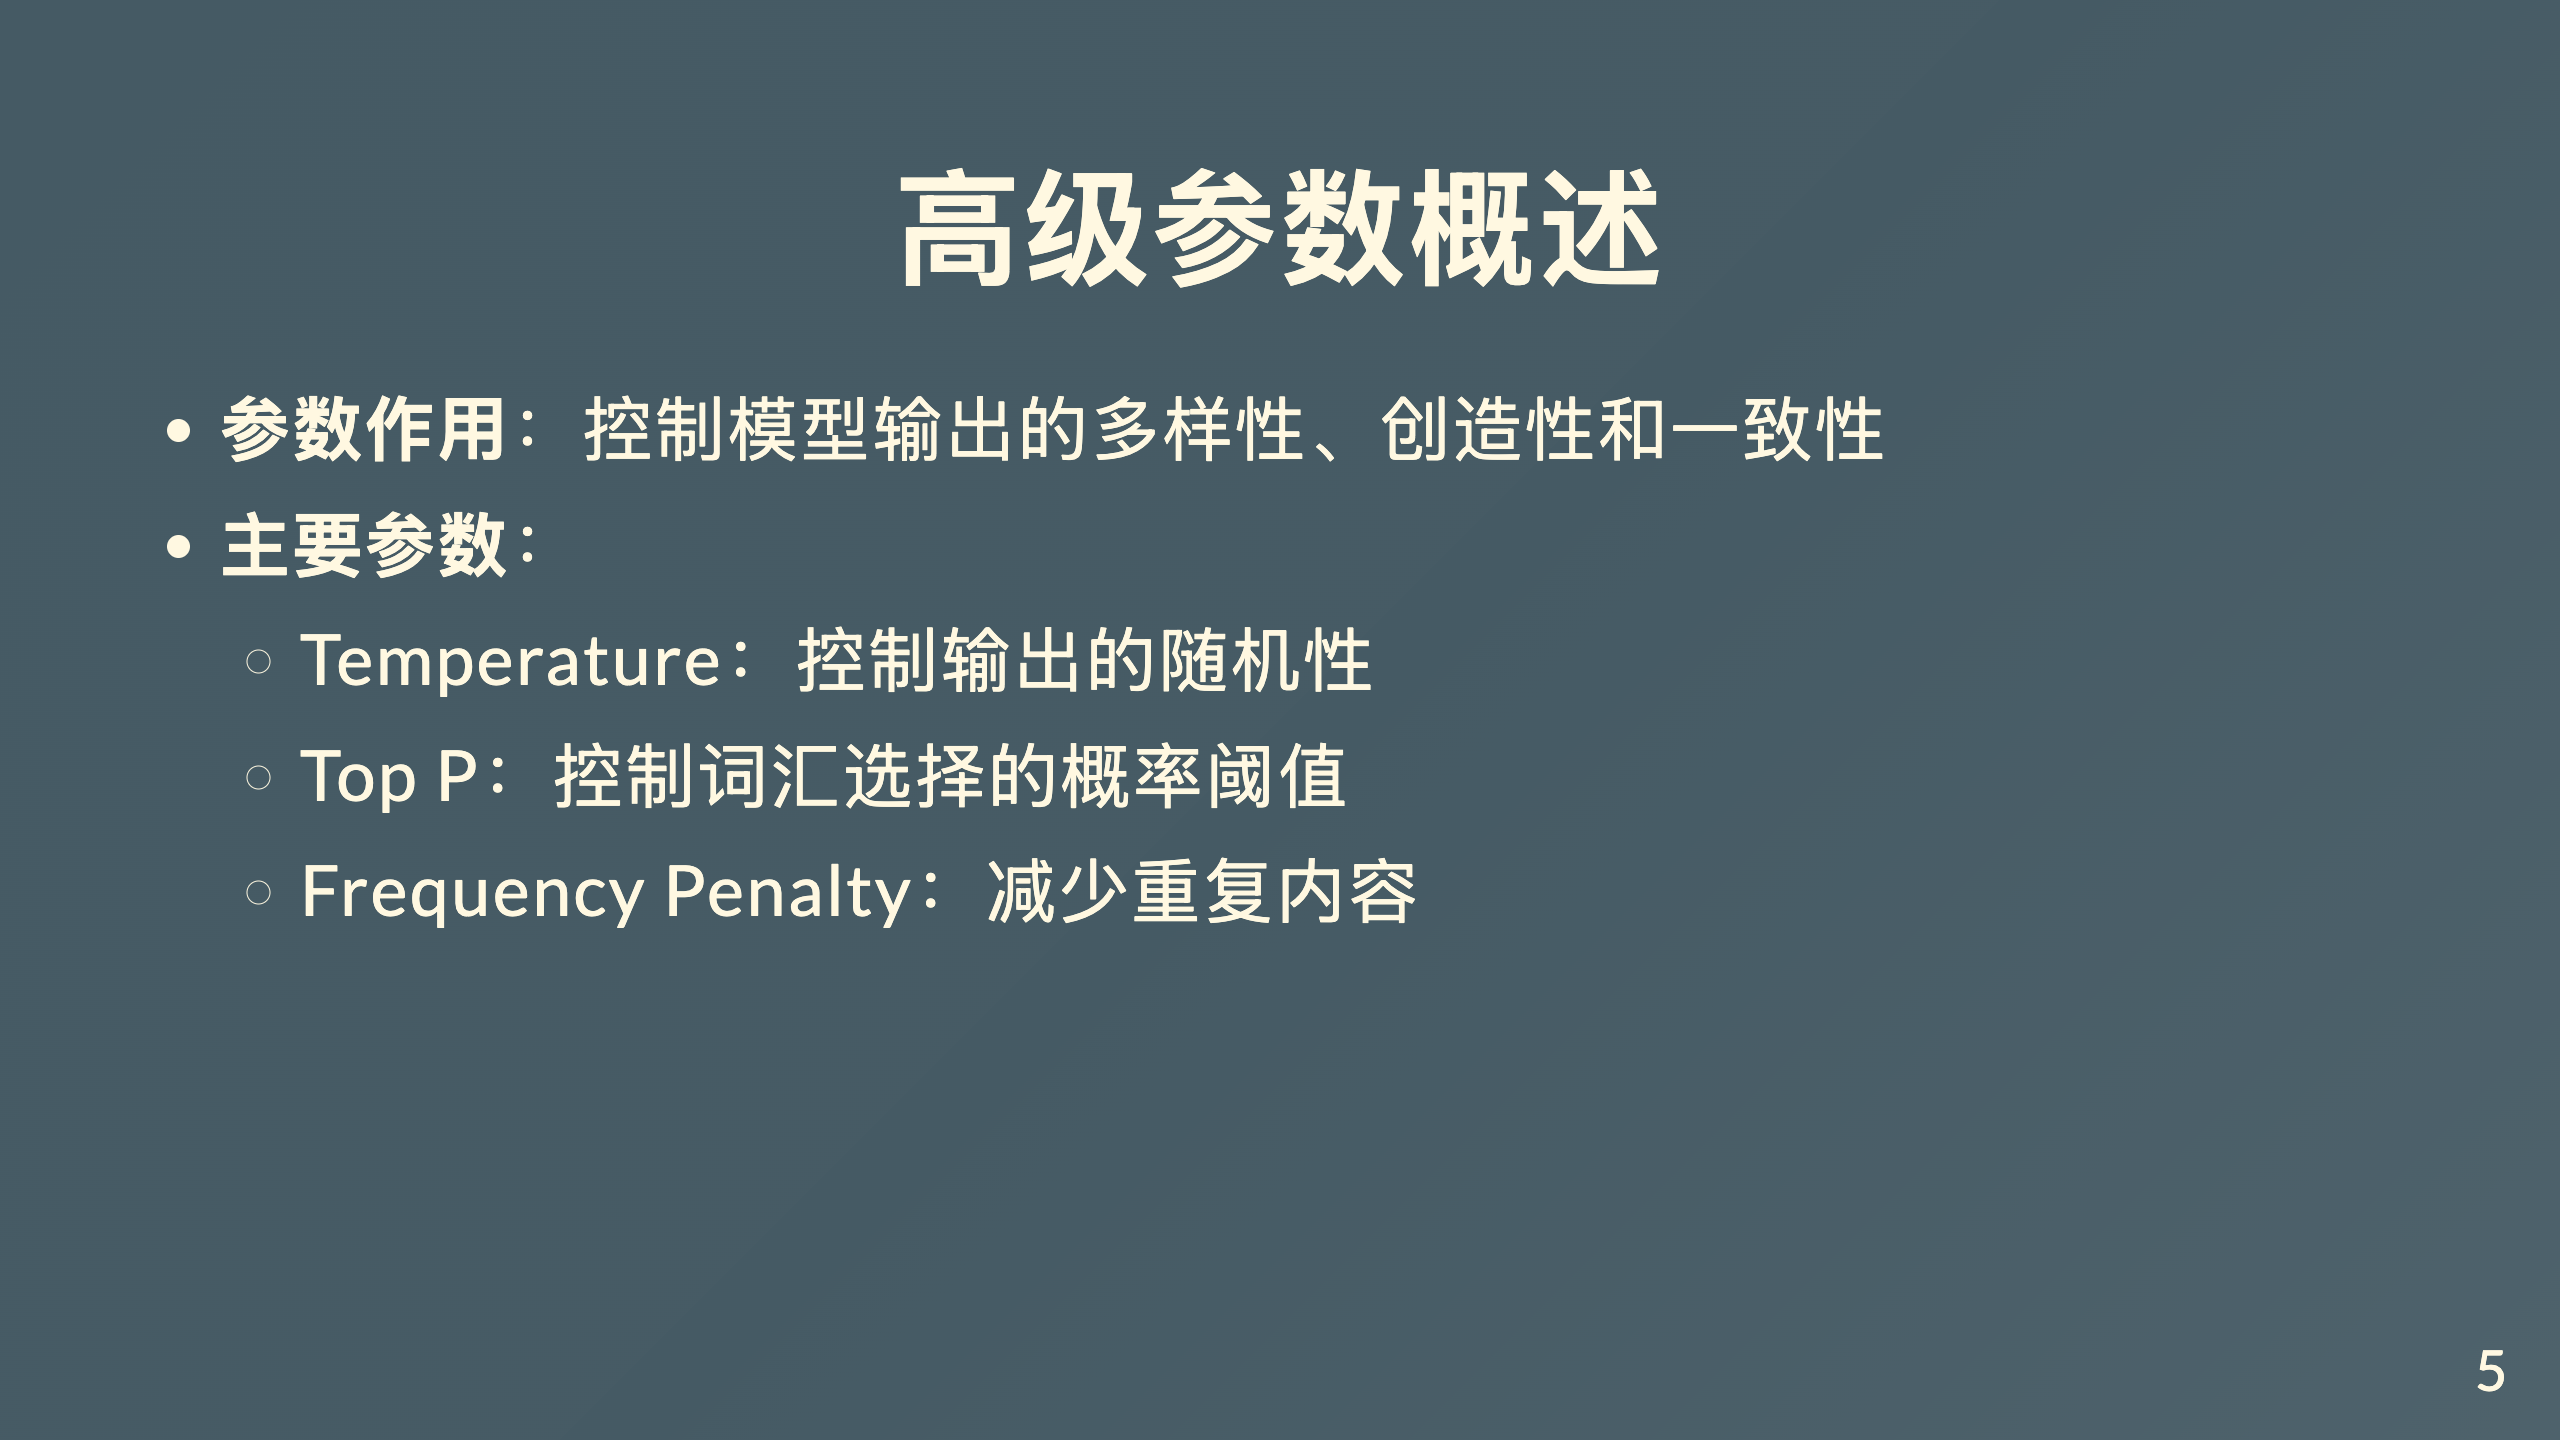 高级参数概述
参数作用：控制模型输出的多样性、创造性和一致性
主要参数：
Temperature：控制输出的随机性
Top P：控制词汇选择的概率阈值
Frequency Penalty：减少重复内容
5